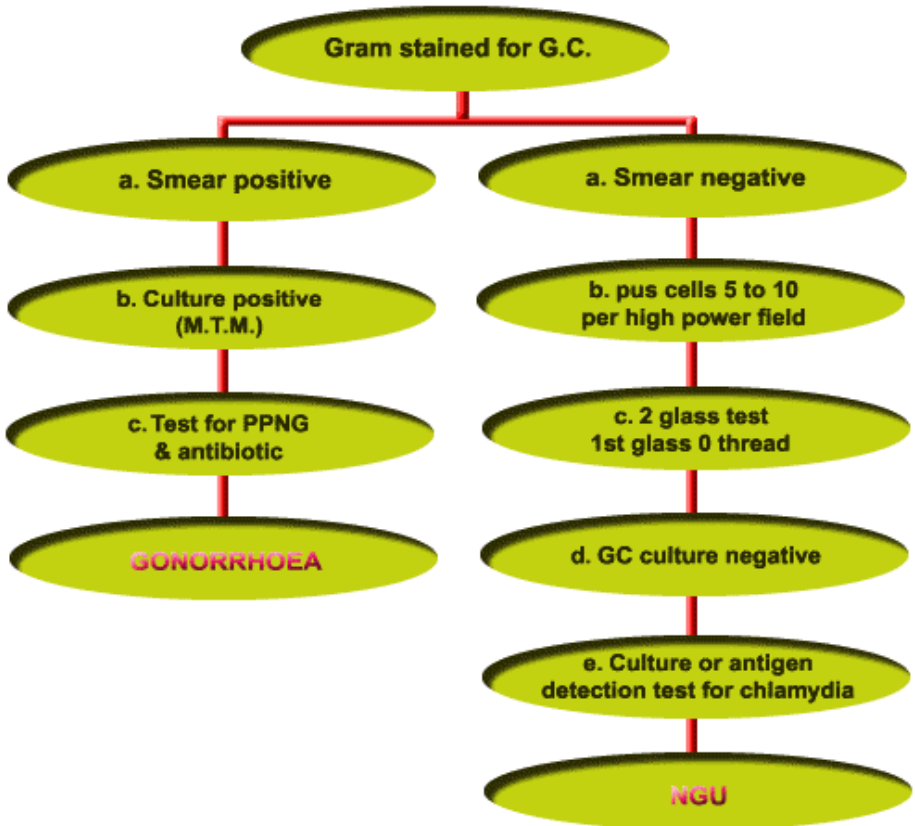 Gram stained for G.C.
a. Smear positive
b. Culture positive
(M.T.M.)
c. Test for PPNG
& antibiotic
GONORRHOEA
a. Smear negative
b. pus cells 5 to 10
per high power field
c. 2 glass test
1st glass 0 thread
d. GC culture negative
e. Culture or antigen
detection test for chlamydia
NGU